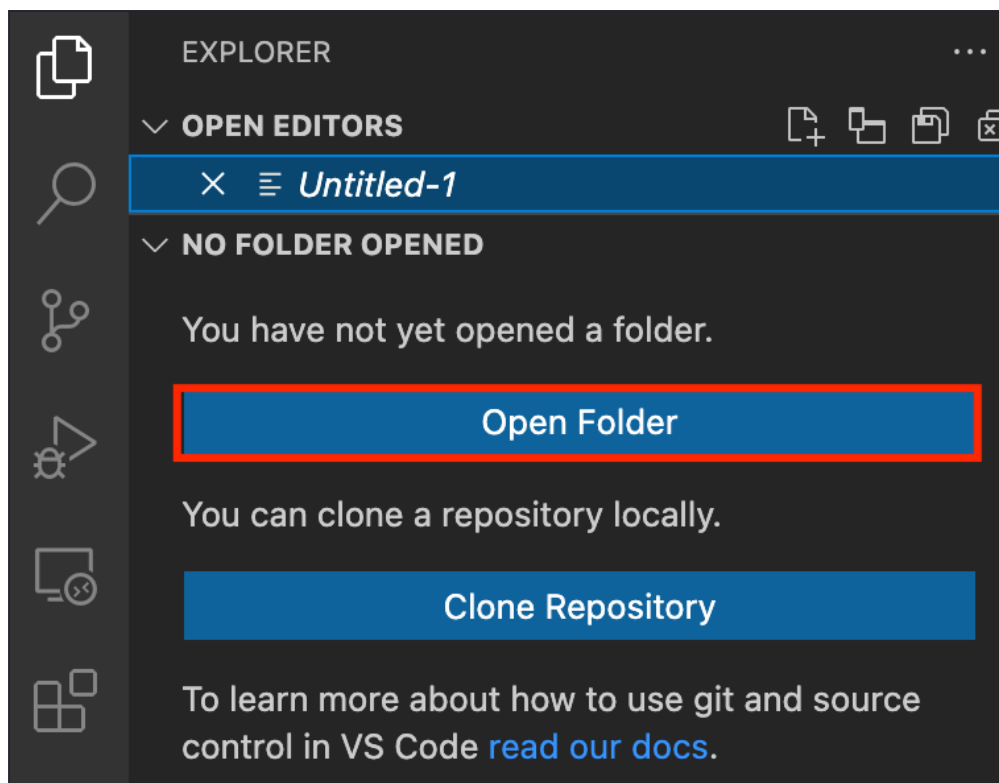 EXPLORER
OPEN EDITORS
Untitled-1
NO FOLDER OPENED
You have not yet opened a folder.
Open Folder
You can clone a repository locally.
Clone Repository
To learn more about how to use git and source
control in VS Code read our docs.